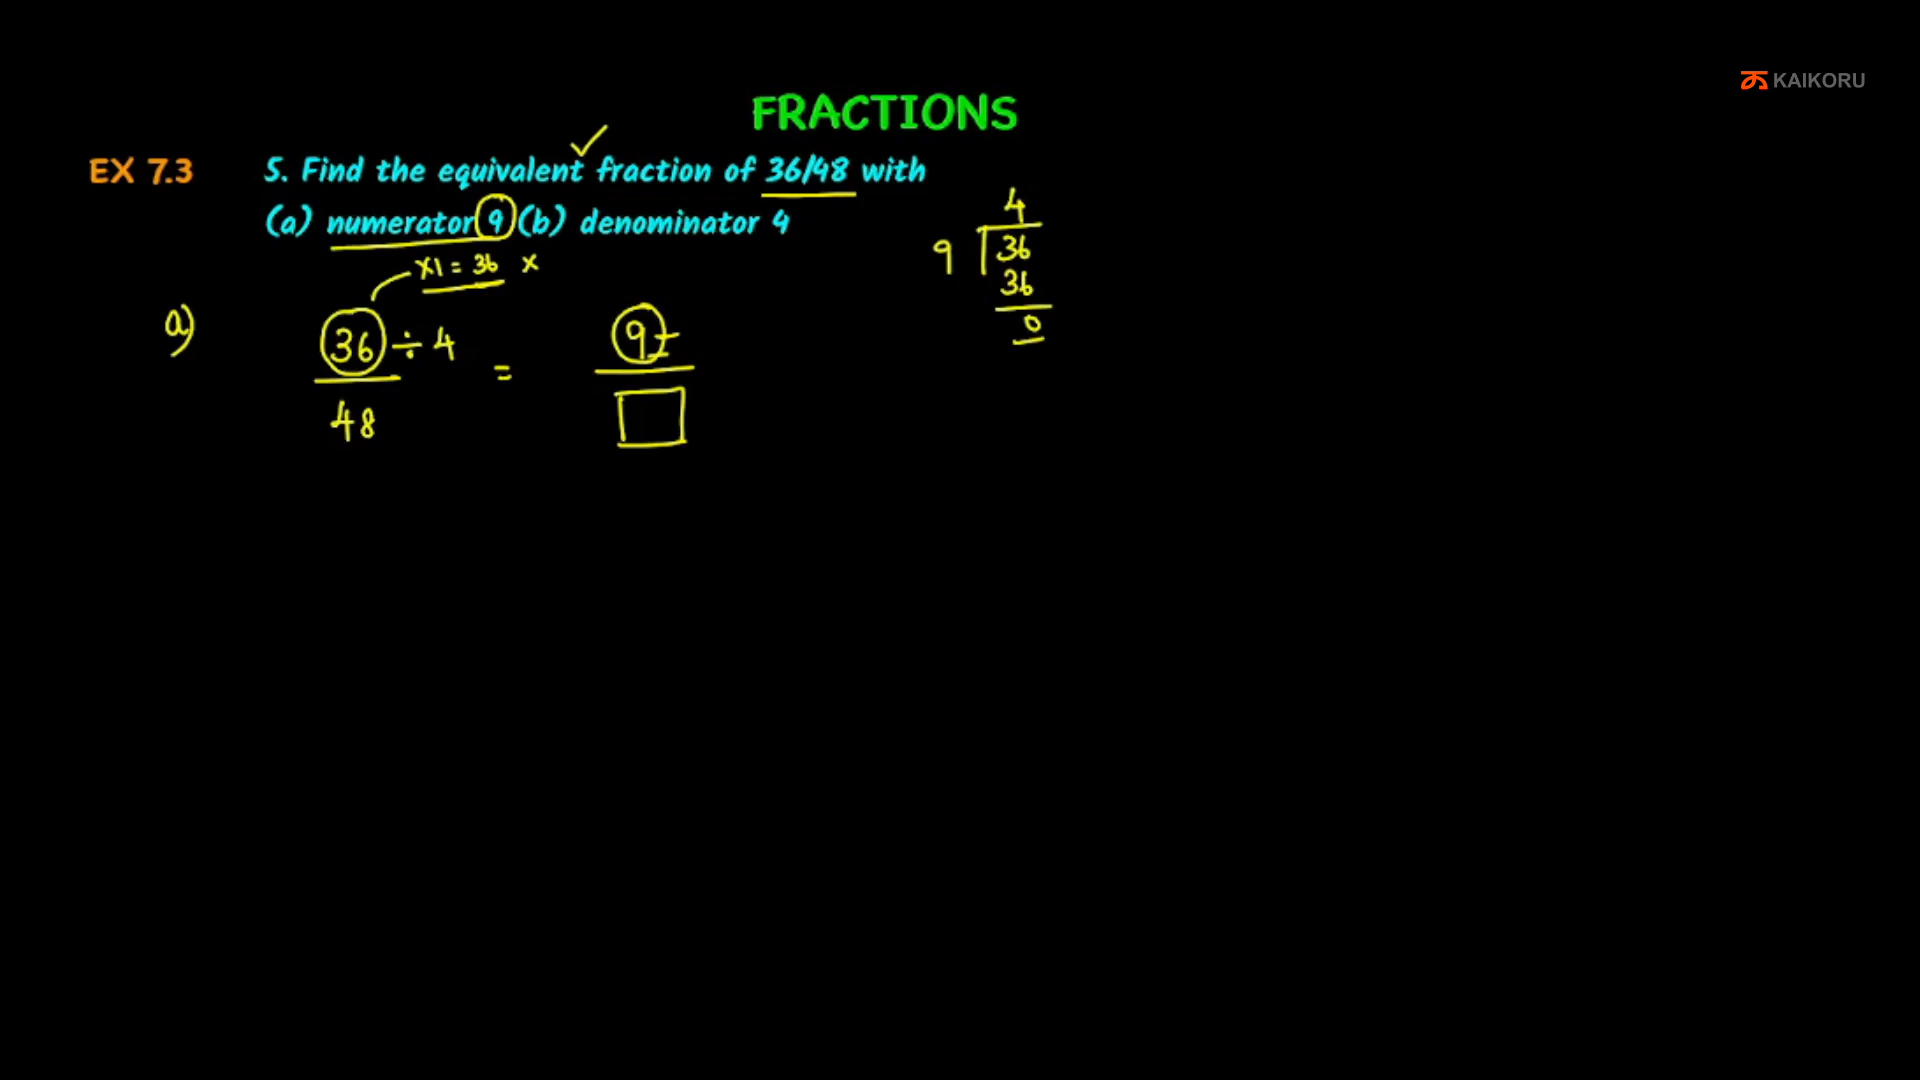 KAIKORU
FRACTIONS
EX 7.3 5. Find the equivalent fraction of 36/48 with
(a) numerator 9 (b) denominator 4
×1 = 36 ×
4
9 36
36
0
a) 36 ÷ 4 = 9
48